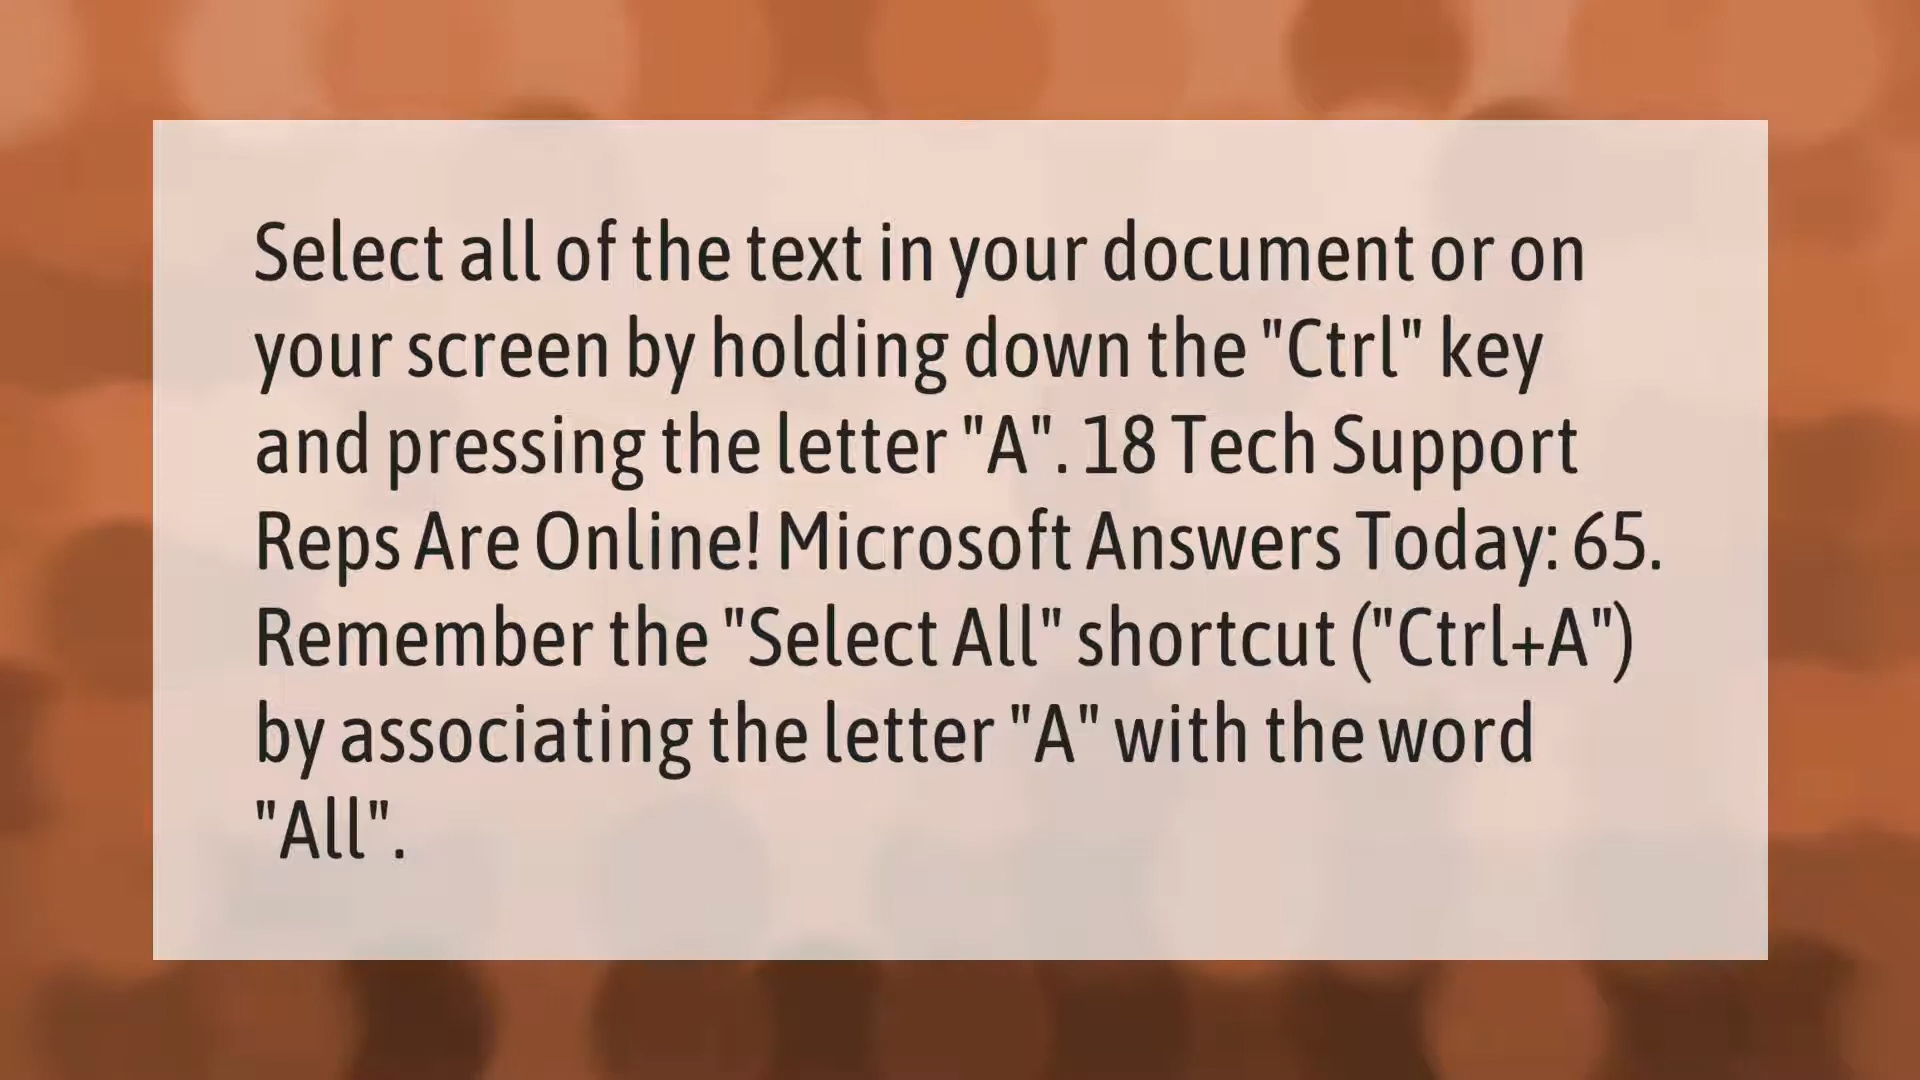 Select all of the text in your document or on
your screen by holding down the "Ctrl" key
and pressing the letter "A". 18 Tech Support
Reps Are Online! Microsoft Answers Today: 65.
Remember the "Select All" shortcut ("Ctrl+A")
by associating the letter "A" with the word
"All".